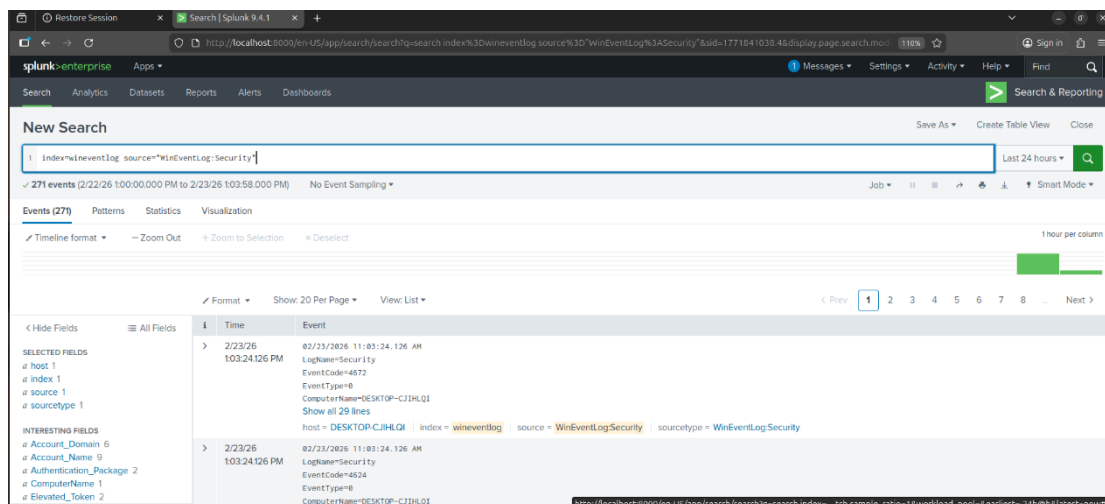 Restore Session × Search | Splunk 9.4.1 × +
http://localhost:8000/en-US/app/search/search?q=search index%3Dwineventlog source%3D"WinEventLog%3ASecurity"&sid=1771841038.4&display.page.search.mod 110% Sign in
splunk>enterprise Apps 1 Messages Settings Activity Help Find
Search Analytics Datasets Reports Alerts Dashboards Search & Reporting
New Search Save As Create Table View Close
1 index=wineventlog source="WinEventLog:Security" Last 24 hours
✓ 271 events (2/22/26 1:00:00.000 PM to 2/23/26 1:03:58.000 PM) No Event Sampling Job Smart Mode
Events (271) Patterns Statistics Visualization
Timeline format — Zoom Out + Zoom to Selection × Deselect 1 hour per column
Format Show: 20 Per Page View: List < Prev 1 2 3 4 5 6 7 8 ... Next >
< Hide Fields All Fields i Time Event
SELECTED FIELDS
a host 1
a index 1
a source 1
a sourcetype 1
INTERESTING FIELDS
a Account_Domain 6
a Account_Name 9
a Authentication_Package 2
a ComputerName 1
a Elevated_Token 2
> 2/23/26 02/23/2026 11:03:24.126 AM
1:03:24.126 PM LogName=Security
EventCode=4672
EventType=0
ComputerName=DESKTOP-CJIHLQI
Show all 29 lines
host = DESKTOP-CJIHLQI index = wineventlog source = WinEventLog:Security sourcetype = WinEventLog:Security
> 2/23/26 02/23/2026 11:03:24.126 AM
1:03:24.126 PM LogName=Security
EventCode=4624
EventType=0
ComputerName=DESKTOP-CJIHLQI